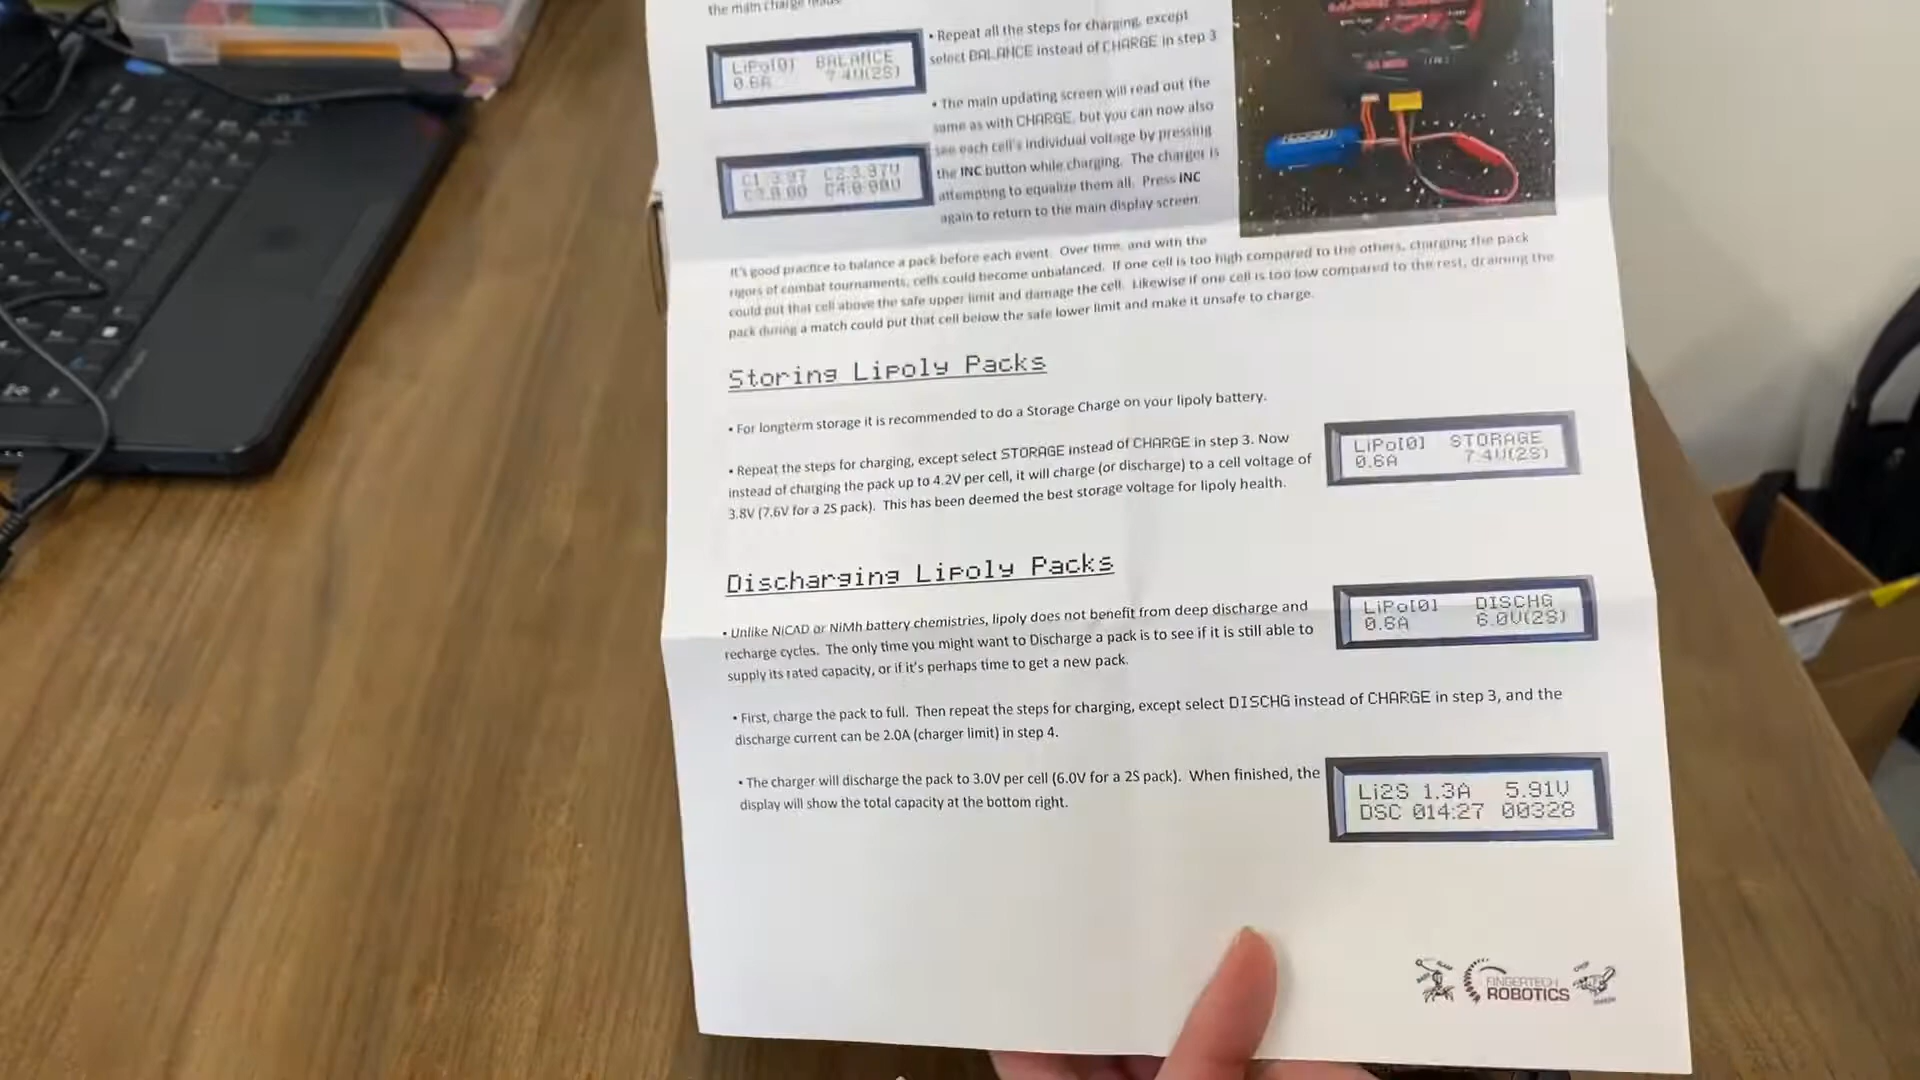 the main charge leads
• Repeat all the steps for charging, except
select BALANCE instead of CHARGE in step 3
LiPo[0] BALANCE
0.6A 7.4V(2S)
• The main updating screen will read out the
same as with CHARGE, but you can now also
see each cell's individual voltage by pressing
the INC button while charging. The charger is
attempting to equalize them all. Press INC
again to return to the main display screen.
C1:3.97 C2:3.97V
C3:0.00 C4:0.00V
It's good practice to balance a pack before each event. Over time, and with the
rigors of combat tournaments, cells could become unbalanced. If one cell is too high compared to the others, charging the pack
could put that cell above the safe upper limit and damage the cell. Likewise if one cell is too low compared to the rest, draining the
pack during a match could put that cell below the safe lower limit and make it unsafe to charge.
Storing Lipoly Packs
• For longterm storage it is recommended to do a Storage Charge on your lipoly battery.
• Repeat the steps for charging, except select STORAGE instead of CHARGE in step 3. Now
instead of charging the pack up to 4.2V per cell, it will charge (or discharge) to a cell voltage of
3.8V (7.6V for a 2S pack). This has been deemed the best storage voltage for lipoly health.
LiPo[0] STORAGE
0.6A 7.4V(2S)
Discharging Lipoly Packs
• Unlike NiCAD or NiMh battery chemistries, lipoly does not benefit from deep discharge and
recharge cycles. The only time you might want to Discharge a pack is to see if it is still able to
supply its rated capacity, or if it's perhaps time to get a new pack.
LiPo[0] DISCHG
0.6A 6.0V(2S)
• First, charge the pack to full. Then repeat the steps for charging, except select DISCHG instead of CHARGE in step 3, and the
discharge current can be 2.0A (charger limit) in step 4.
• The charger will discharge the pack to 3.0V per cell (6.0V for a 2S pack). When finished, the
display will show the total capacity at the bottom right.
Li2S 1.3A 5.91V
DSC 014:27 00328
FINGERTECH
ROBOTICS